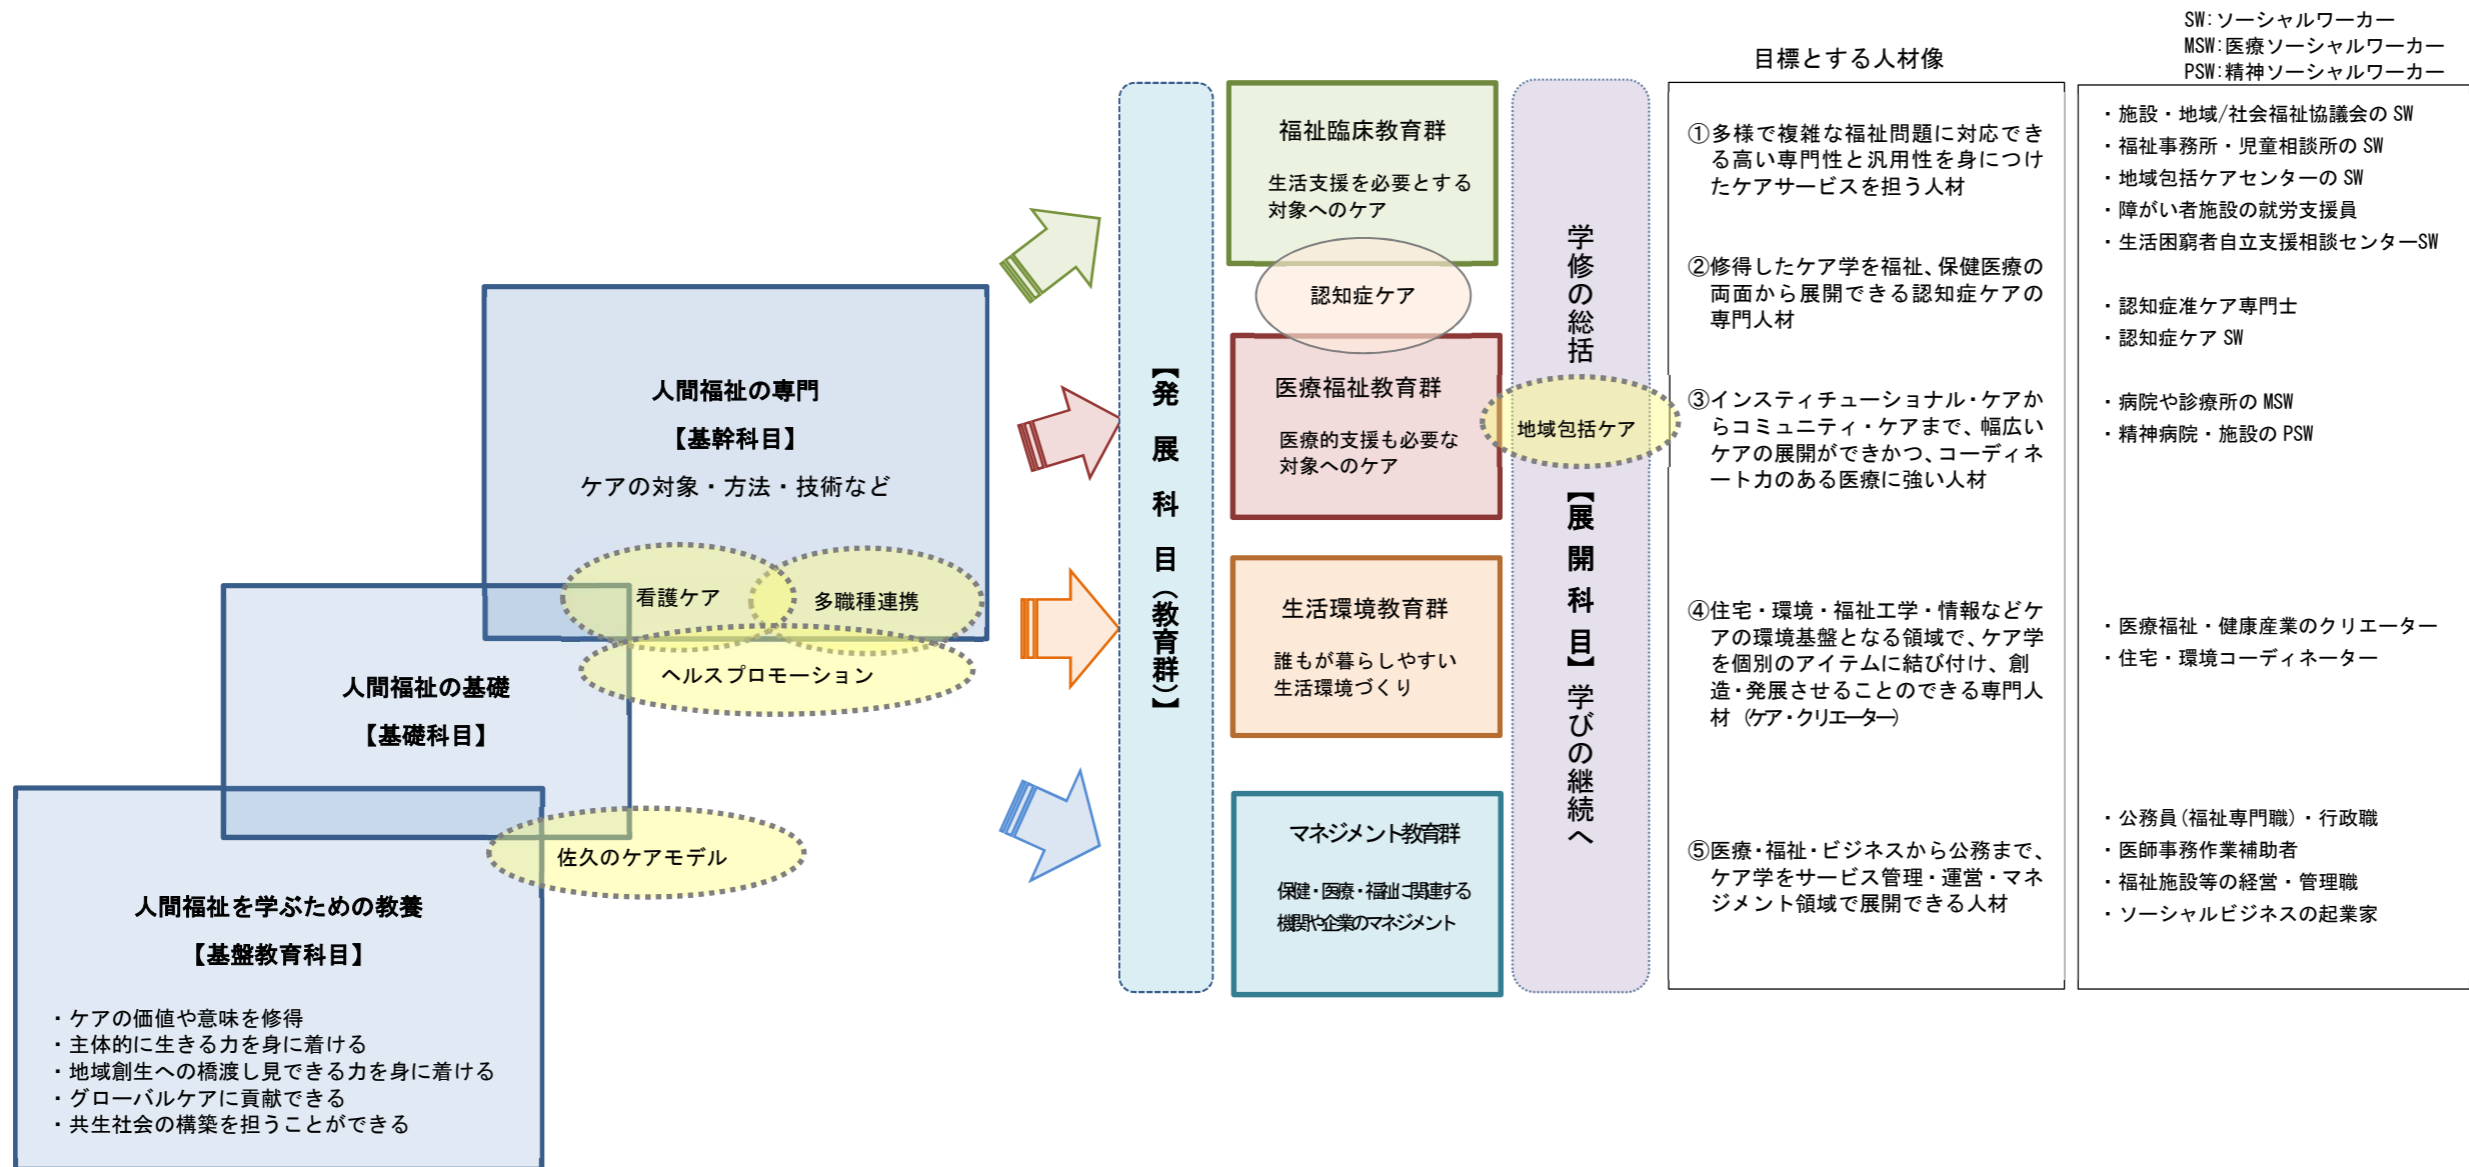 SW:ソーシャルワーカー
MSW:医療ソーシャルワーカー
PSW:精神ソーシャルワーカー
人間福祉の専門
【基幹科目】
ケアの対象・方法・技術など
看護ケア
多職種連携
ヘルスプロモーション
人間福祉の基礎
【基礎科目】
佐久のケアモデル
人間福祉を学ぶための教養
【基盤教育科目】
・ケアの価値や意味を修得
・主体的に生きる力を身に着ける
・地域創生への橋渡し見できる力を身に着ける
・グローバルケアに貢献できる
・共生社会の構築を担うことができる
【発展科目(教育群)】
福祉臨床教育群
生活支援を必要とする
対象へのケア
認知症ケア
医療福祉教育群
医療的支援も必要な
対象へのケア
生活環境教育群
誰もが暮らしやすい
生活環境づくり
マネジメント教育群
保健・医療・福祉に関連する
機関や企業のマネジメント
学修の総括【展開科目】学びの継続へ
地域包括ケア
目標とする人材像
①多様で複雑な福祉問題に対応でき
る高い専門性と汎用性を身につけ
たケアサービスを担う人材
②修得したケア学を福祉、保健医療の
両面から展開できる認知症ケアの
専門人材
③インスティチューショナル・ケアか
らコミュニティ・ケアまで、幅広い
ケアの展開ができかつ、コーディネ
ート力のある医療に強い人材
④住宅・環境・福祉工学・情報などケ
アの環境基盤となる領域で、ケア学
を個別のアイテムに結び付け、創
造・発展させることのできる専門人
材（ケア・クリエーター）
⑤医療・福祉・ビジネスから公務まで、
ケア学をサービス管理・運営・マネ
ジメント領域で展開できる人材
・施設・地域/社会福祉協議会の SW
・福祉事務所・児童相談所の SW
・地域包括ケアセンターの SW
・障がい者施設の就労支援員
・生活困窮者自立支援相談センターSW
・認知症准ケア専門士
・認知症ケア SW
・病院や診療所の MSW
・精神病院・施設の PSW
・医療福祉・健康産業のクリエーター
・住宅・環境コーディネーター
・公務員(福祉専門職)・行政職
・医師事務作業補助者
・福祉施設等の経営・管理職
・ソーシャルビジネスの起業家